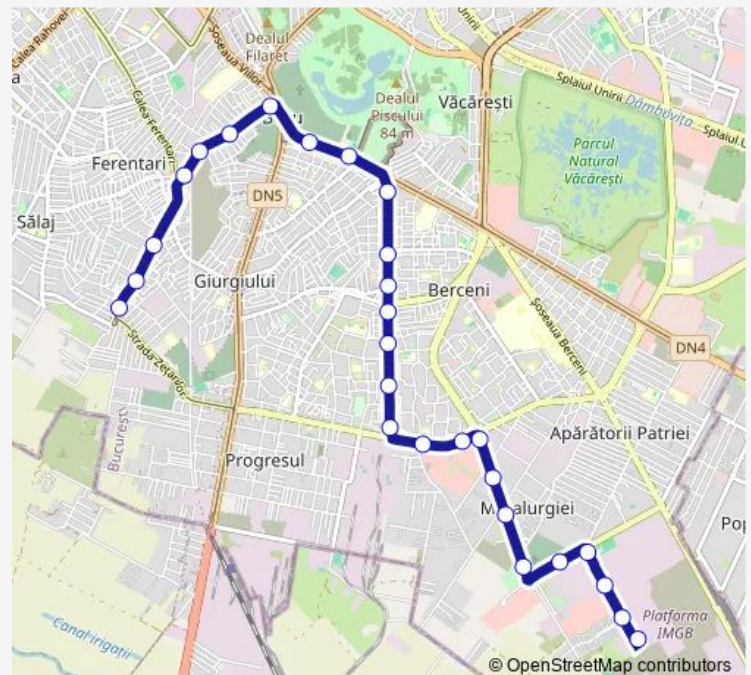 Calea Rahovei
Dealul
Filaret
Șoseaua Viilor
Unirii
Splaiul Unirii
Dâmbovița
Splaiul U
a
Calea Ferentari
Dealul
Piscului
84 m
Văcărești
Parcul
Natural
Văcărești
Ferentari
DN5
Sălaj
Giurgiului
Berceni
Șoseaua Berceni
DN4
Strada Zețarilor
București
Apărătorii Patriei
Progresul
Pop
Canal irigații
Platforma
IMGB
© OpenStreetMap contributors